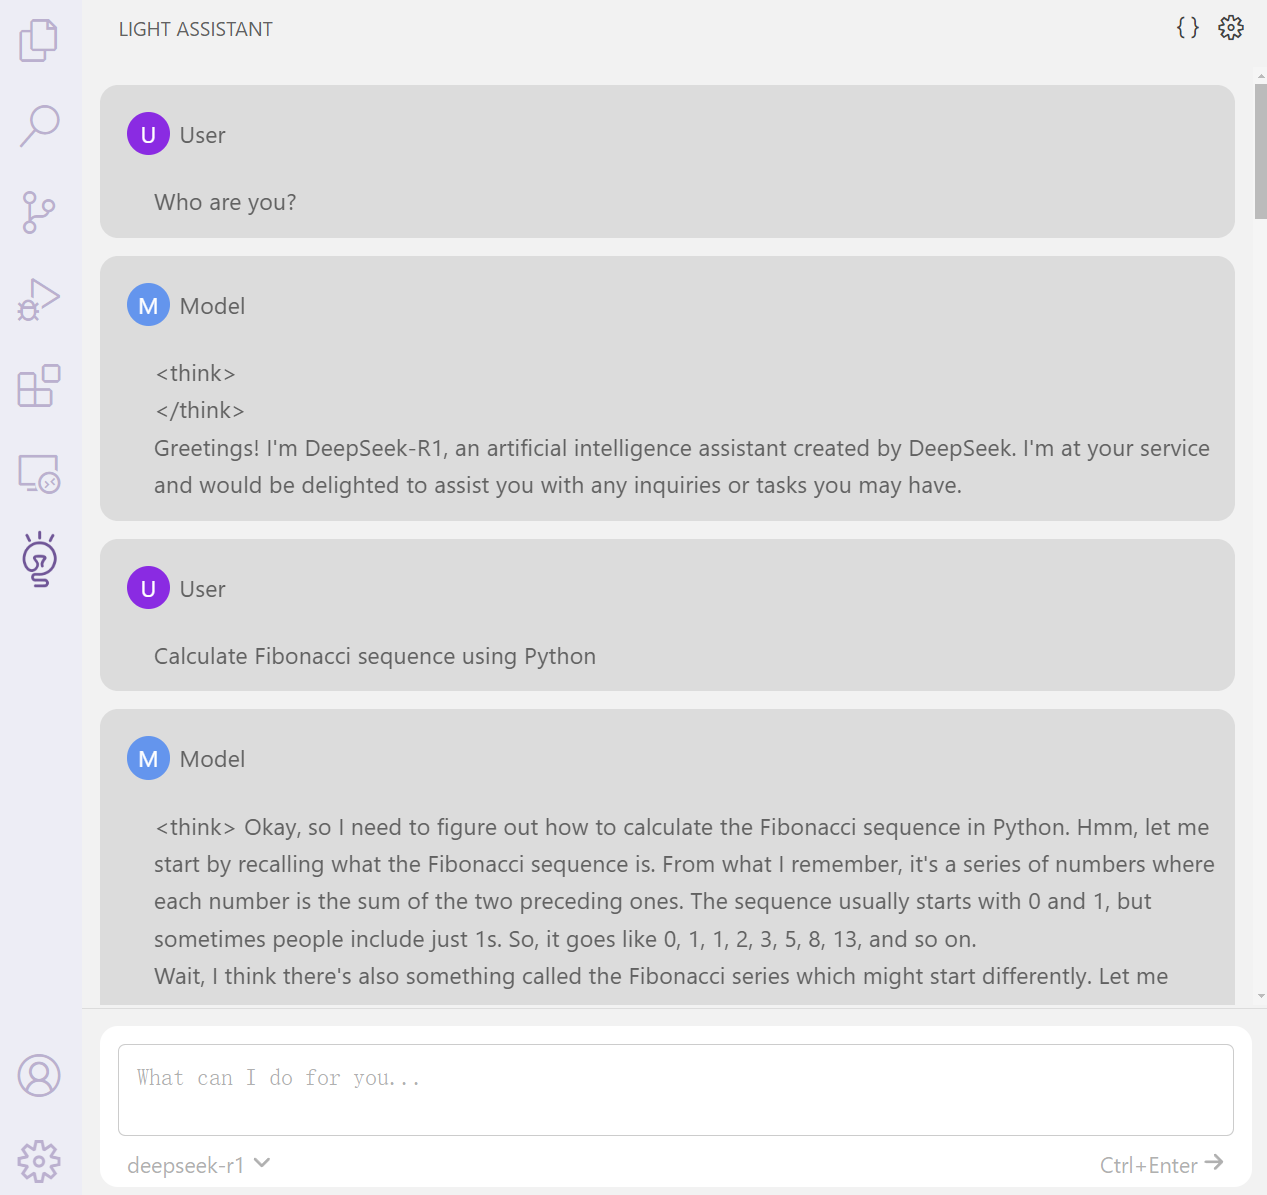 LIGHT ASSISTANT
{}
U User
Who are you?
M Model
<think>
</think>
Greetings! I'm DeepSeek-R1, an artificial intelligence assistant created by DeepSeek. I'm at your service
and would be delighted to assist you with any inquiries or tasks you may have.
U User
Calculate Fibonacci sequence using Python
M Model
<think> Okay, so I need to figure out how to calculate the Fibonacci sequence in Python. Hmm, let me
start by recalling what the Fibonacci sequence is. From what I remember, it's a series of numbers where
each number is the sum of the two preceding ones. The sequence usually starts with 0 and 1, but
sometimes people include just 1s. So, it goes like 0, 1, 1, 2, 3, 5, 8, 13, and so on.
Wait, I think there's also something called the Fibonacci series which might start differently. Let me
What can I do for you...
deepseek-r1
Ctrl+Enter